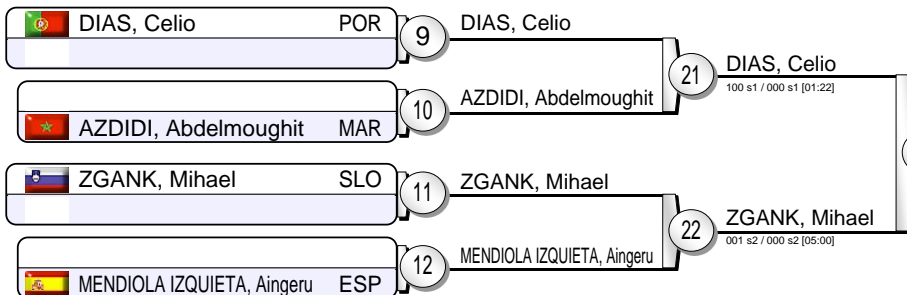 DIAS, Celio POR
9
DIAS, Celio
21
DIAS, Celio
100 s1 / 000 s1 [01:22]
10
AZDIDI, Abdelmoughit
AZDIDI, Abdelmoughit MAR
ZGANK, Mihael SLO
11
ZGANK, Mihael
22
ZGANK, Mihael
001 s2 / 000 s2 [05:00]
12
MENDIOLA IZQUIETA, Aingeru
MENDIOLA IZQUIETA, Aingeru ESP